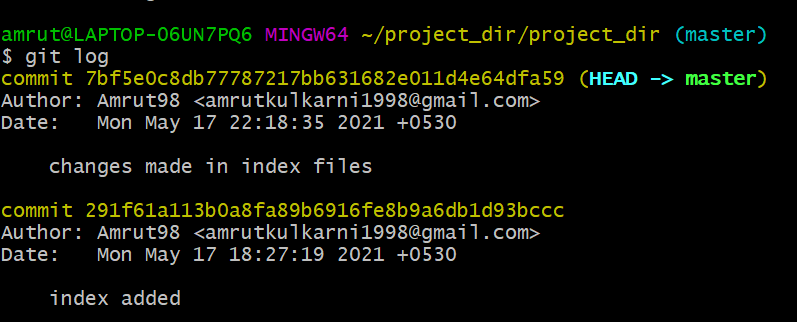 amrut@LAPTOP-O6UN7PQ6 MINGW64 ~/project_dir/project_dir (master)
$ git log
commit 7bf5e0c8db77787217bb631682e011d4e64dfa59 (HEAD -> master)
Author: Amrut98 <amrutkulkarni1998@gmail.com>
Date:   Mon May 17 22:18:35 2021 +0530

    changes made in index files

commit 291f61a113b0a8fa89b6916fe8b9a6db1d93bccc
Author: Amrut98 <amrutkulkarni1998@gmail.com>
Date:   Mon May 17 18:27:19 2021 +0530

    index added